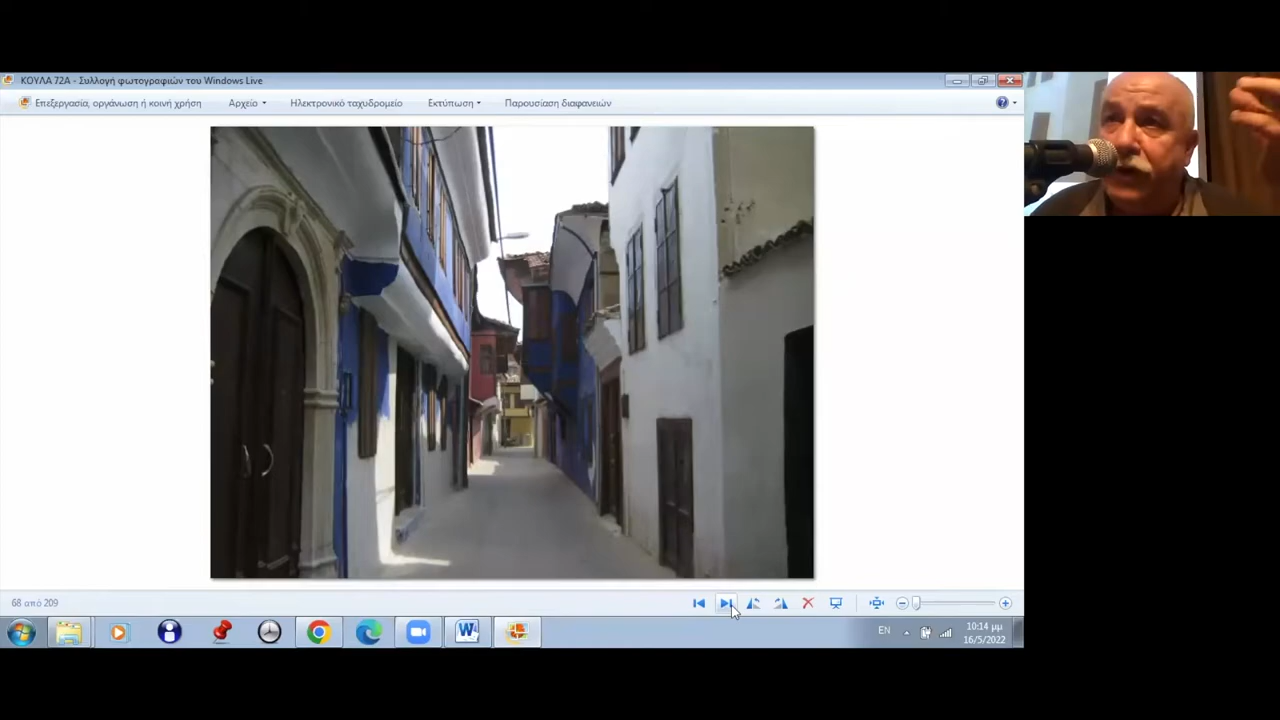 ΚΟΥΛΑ 72Α - Συλλογή φωτογραφιών του Windows Live
Επεξεργασία, οργάνωση ή κοινή χρήση Αρχείο Ηλεκτρονικό ταχυδρομείο Εκτύπωση Παρουσίαση διαφανειών
68 από 209
EN
10:14 μμ
16/5/2022